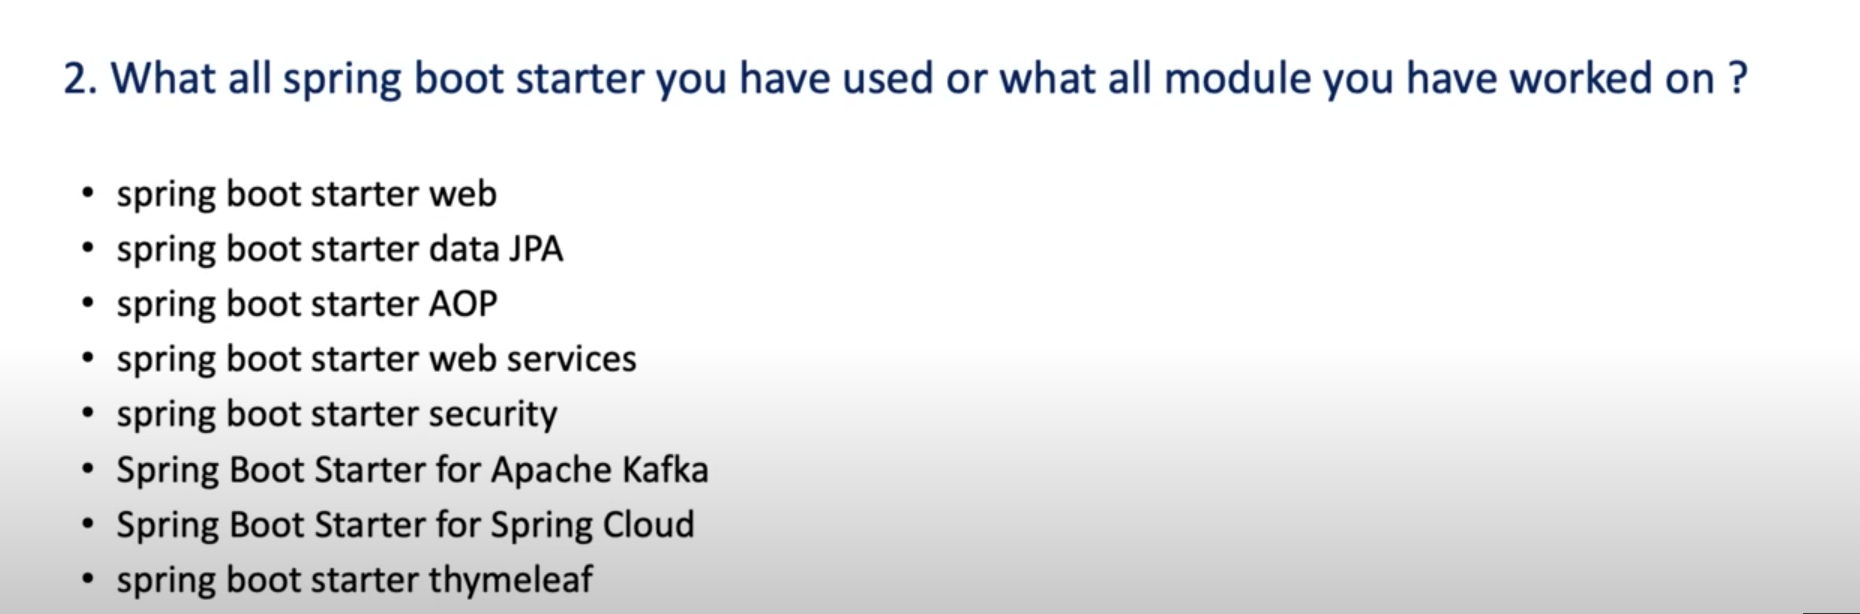 2. What all spring boot starter you have used or what all module you have worked on ?
• spring boot starter web
• spring boot starter data JPA
• spring boot starter AOP
• spring boot starter web services
• spring boot starter security
• Spring Boot Starter for Apache Kafka
• Spring Boot Starter for Spring Cloud
• spring boot starter thymeleaf